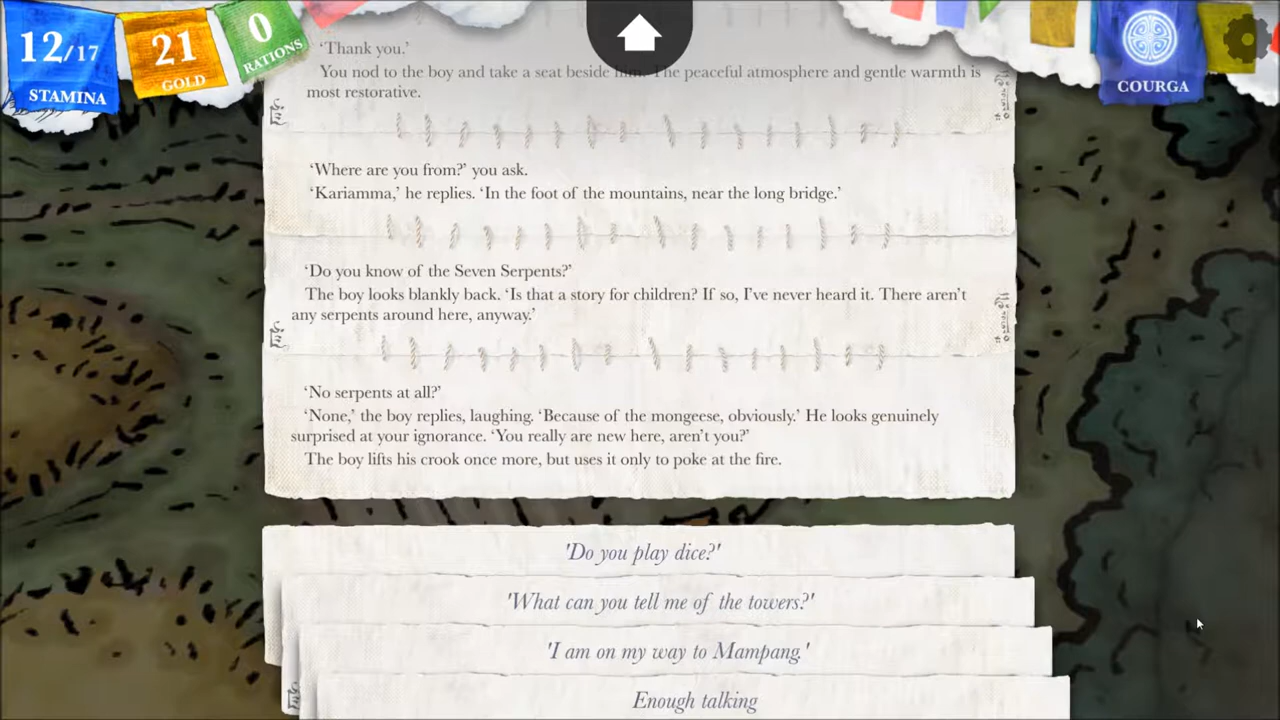 12/17
STAMINA
21
GOLD
0
RATIONS
COURGA
‘Thank you.’
You nod to the boy and take a seat beside him. The peaceful atmosphere and gentle warmth is
most restorative.
‘Where are you from?’ you ask.
‘Kariamma,’ he replies. ‘In the foot of the mountains, near the long bridge.’
‘Do you know of the Seven Serpents?’
The boy looks blankly back. ‘Is that a story for children? If so, I’ve never heard it. There aren’t
any serpents around here, anyway.’
‘No serpents at all?’
‘None,’ the boy replies, laughing. ‘Because of the mongeese, obviously.’ He looks genuinely
surprised at your ignorance. ‘You really are new here, aren’t you?’
The boy lifts his crook once more, but uses it only to poke at the fire.
'Do you play dice?'
'What can you tell me of the towers?'
'I am on my way to Mampang.'
Enough talking